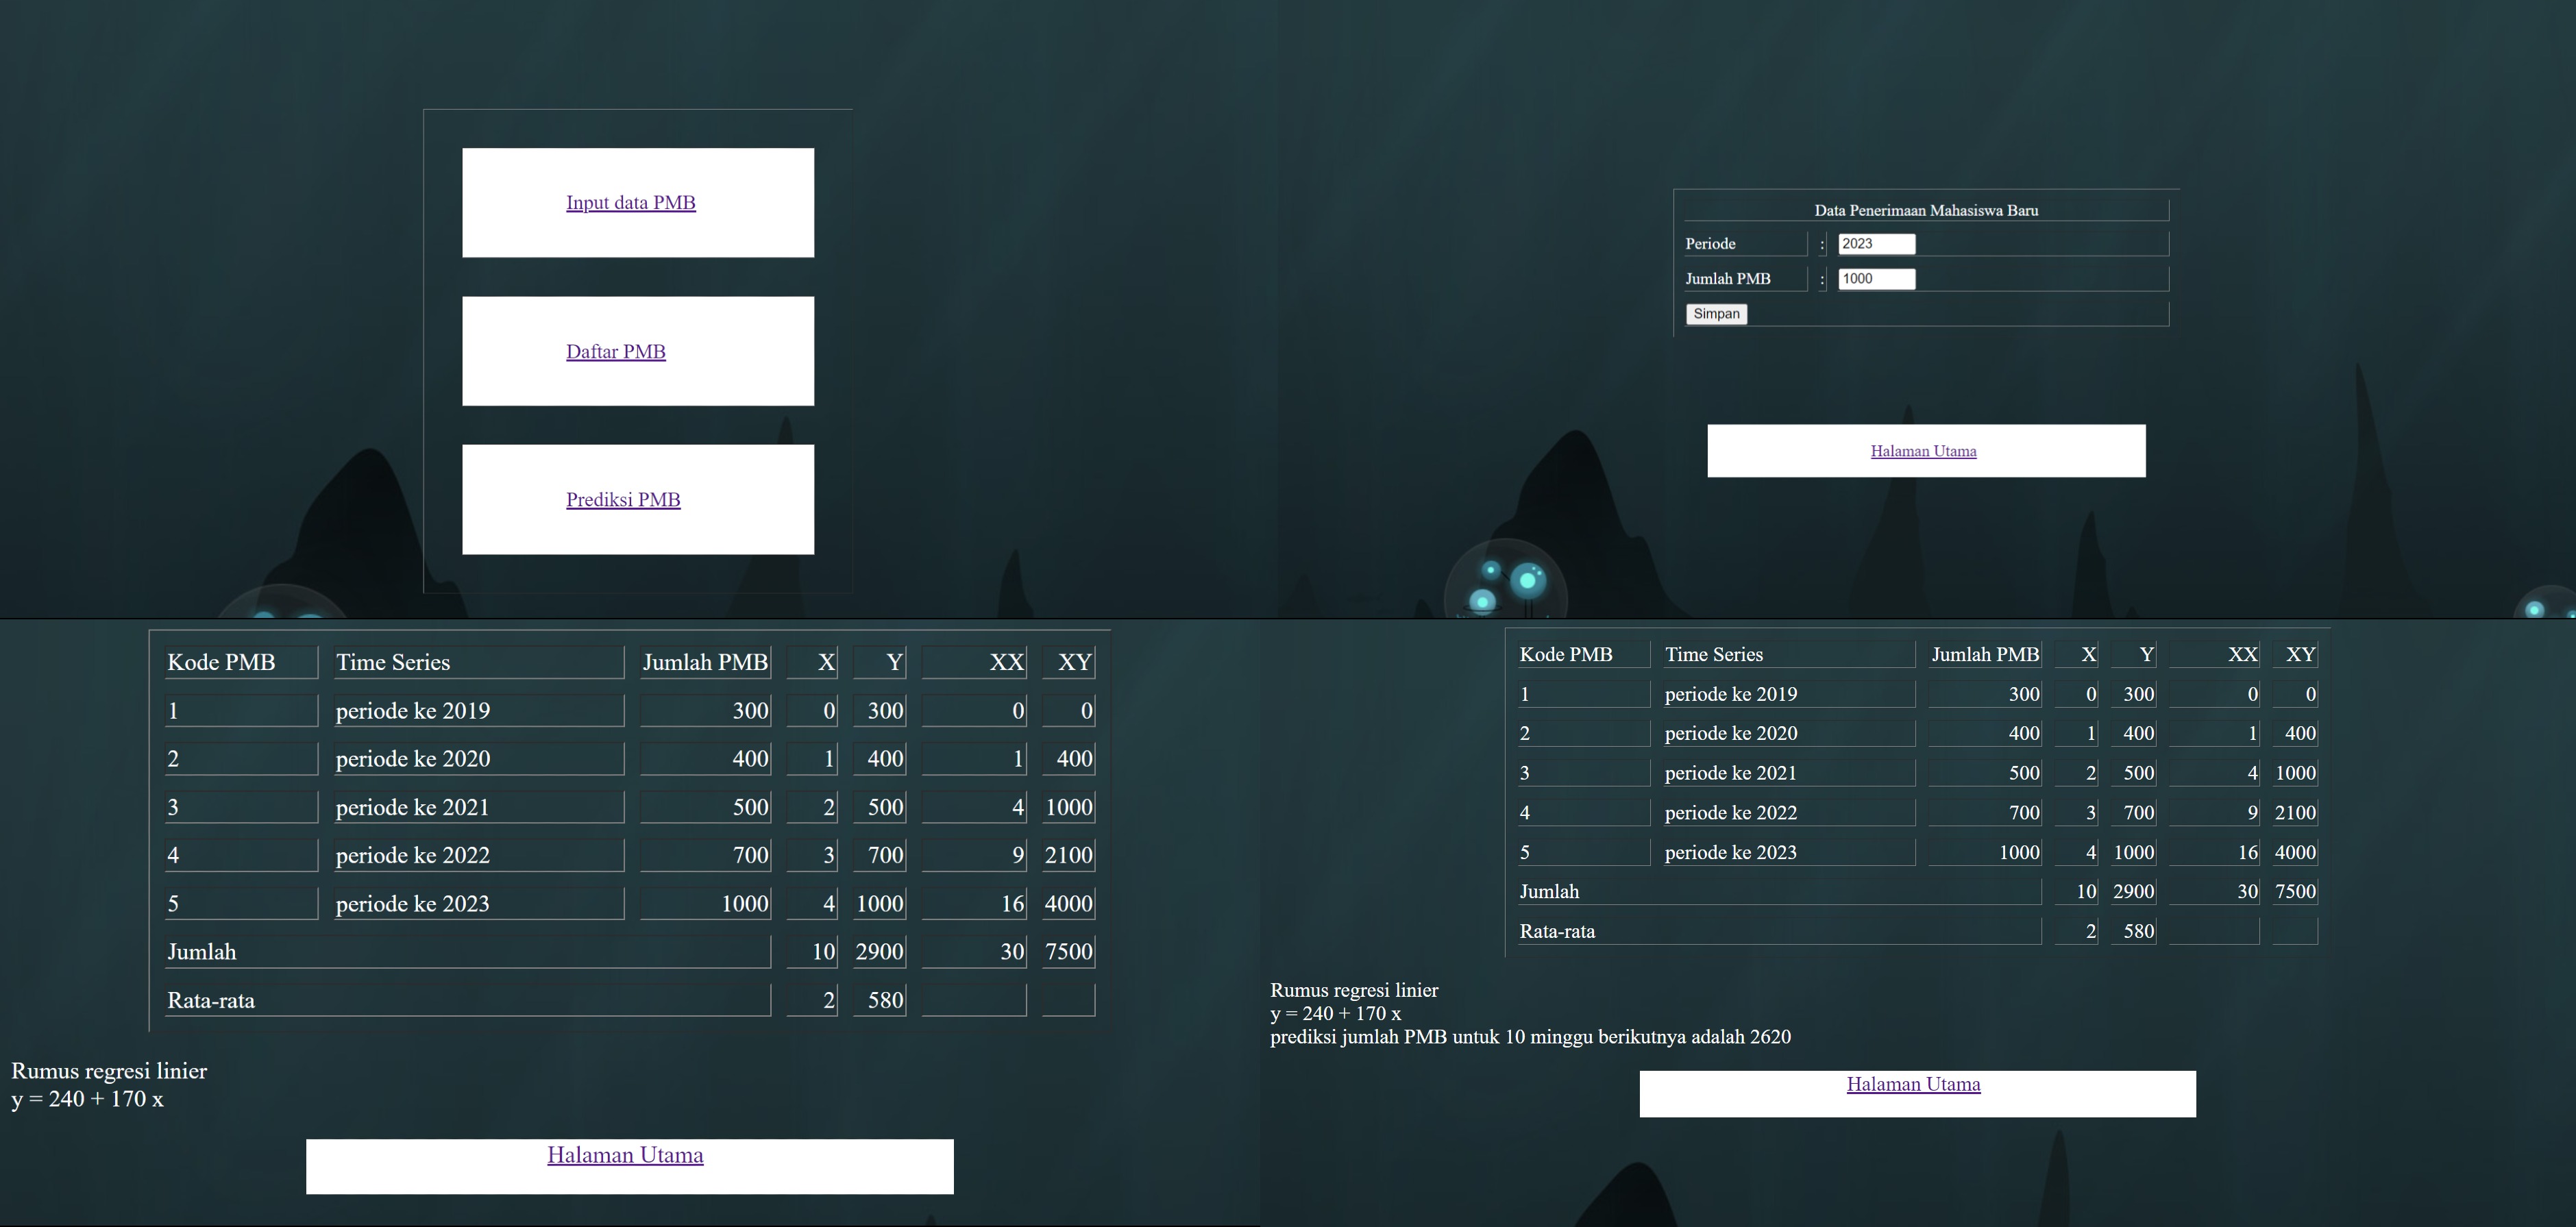 Input data PMB
Daftar PMB
Prediksi PMB
Data Penerimaan Mahasiswa Baru
Periode : 2023
Jumlah PMB : 1000
Simpan
Halaman Utama
Kode PMB Time Series Jumlah PMB X Y XX XY
1 periode ke 2019 300 0 300 0 0
2 periode ke 2020 400 1 400 1 400
3 periode ke 2021 500 2 500 4 1000
4 periode ke 2022 700 3 700 9 2100
5 periode ke 2023 1000 4 1000 16 4000
Jumlah 10 2900 30 7500
Rata-rata 2 580
Rumus regresi linier
y = 240 + 170 x
Halaman Utama
Kode PMB Time Series Jumlah PMB X Y XX XY
1 periode ke 2019 300 0 300 0 0
2 periode ke 2020 400 1 400 1 400
3 periode ke 2021 500 2 500 4 1000
4 periode ke 2022 700 3 700 9 2100
5 periode ke 2023 1000 4 1000 16 4000
Jumlah 10 2900 30 7500
Rata-rata 2 580
Rumus regresi linier
y = 240 + 170 x
prediksi jumlah PMB untuk 10 minggu berikutnya adalah 2620
Halaman Utama